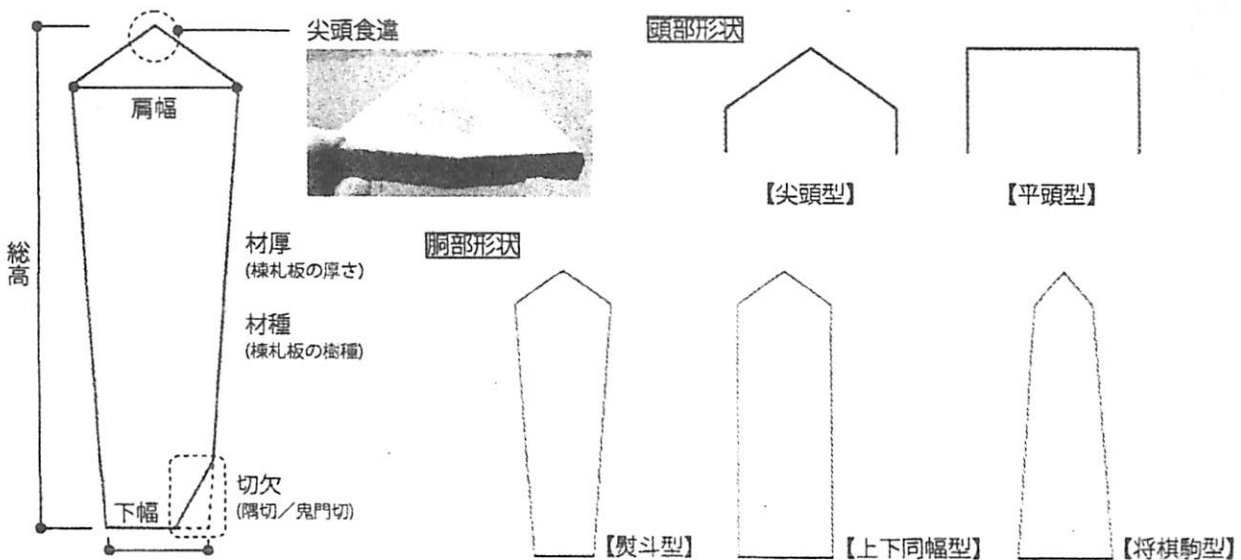 尖頭食違
肩幅
総高
材厚
(棟札板の厚さ)
材種
(棟札板の樹種)
切欠
(隅切／鬼門切)
下幅
頭部形状
【尖頭型】
【平頭型】
胴部形状
【熨斗型】
【上下同幅型】
【将棋駒型】